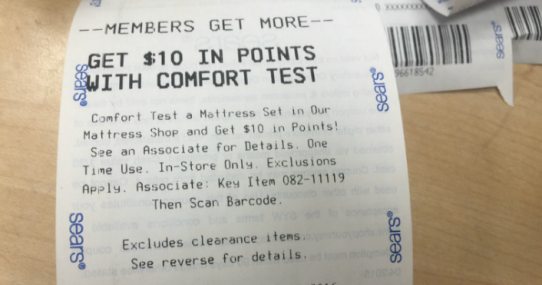 --MEMBERS GET MORE--
GET $10 IN POINTS
WITH COMFORT TEST
Comfort Test a Mattress Set in Our
Mattress Shop and Get $10 in Points!
See an Associate for Details. One
Time Use. In-Store Only. Exclusions
Apply. Associate: Key Item 082-11119
Then Scan Barcode.
Excludes clearance items.
See reverse for details.
sears
sears
sears
sears
sears
96618542